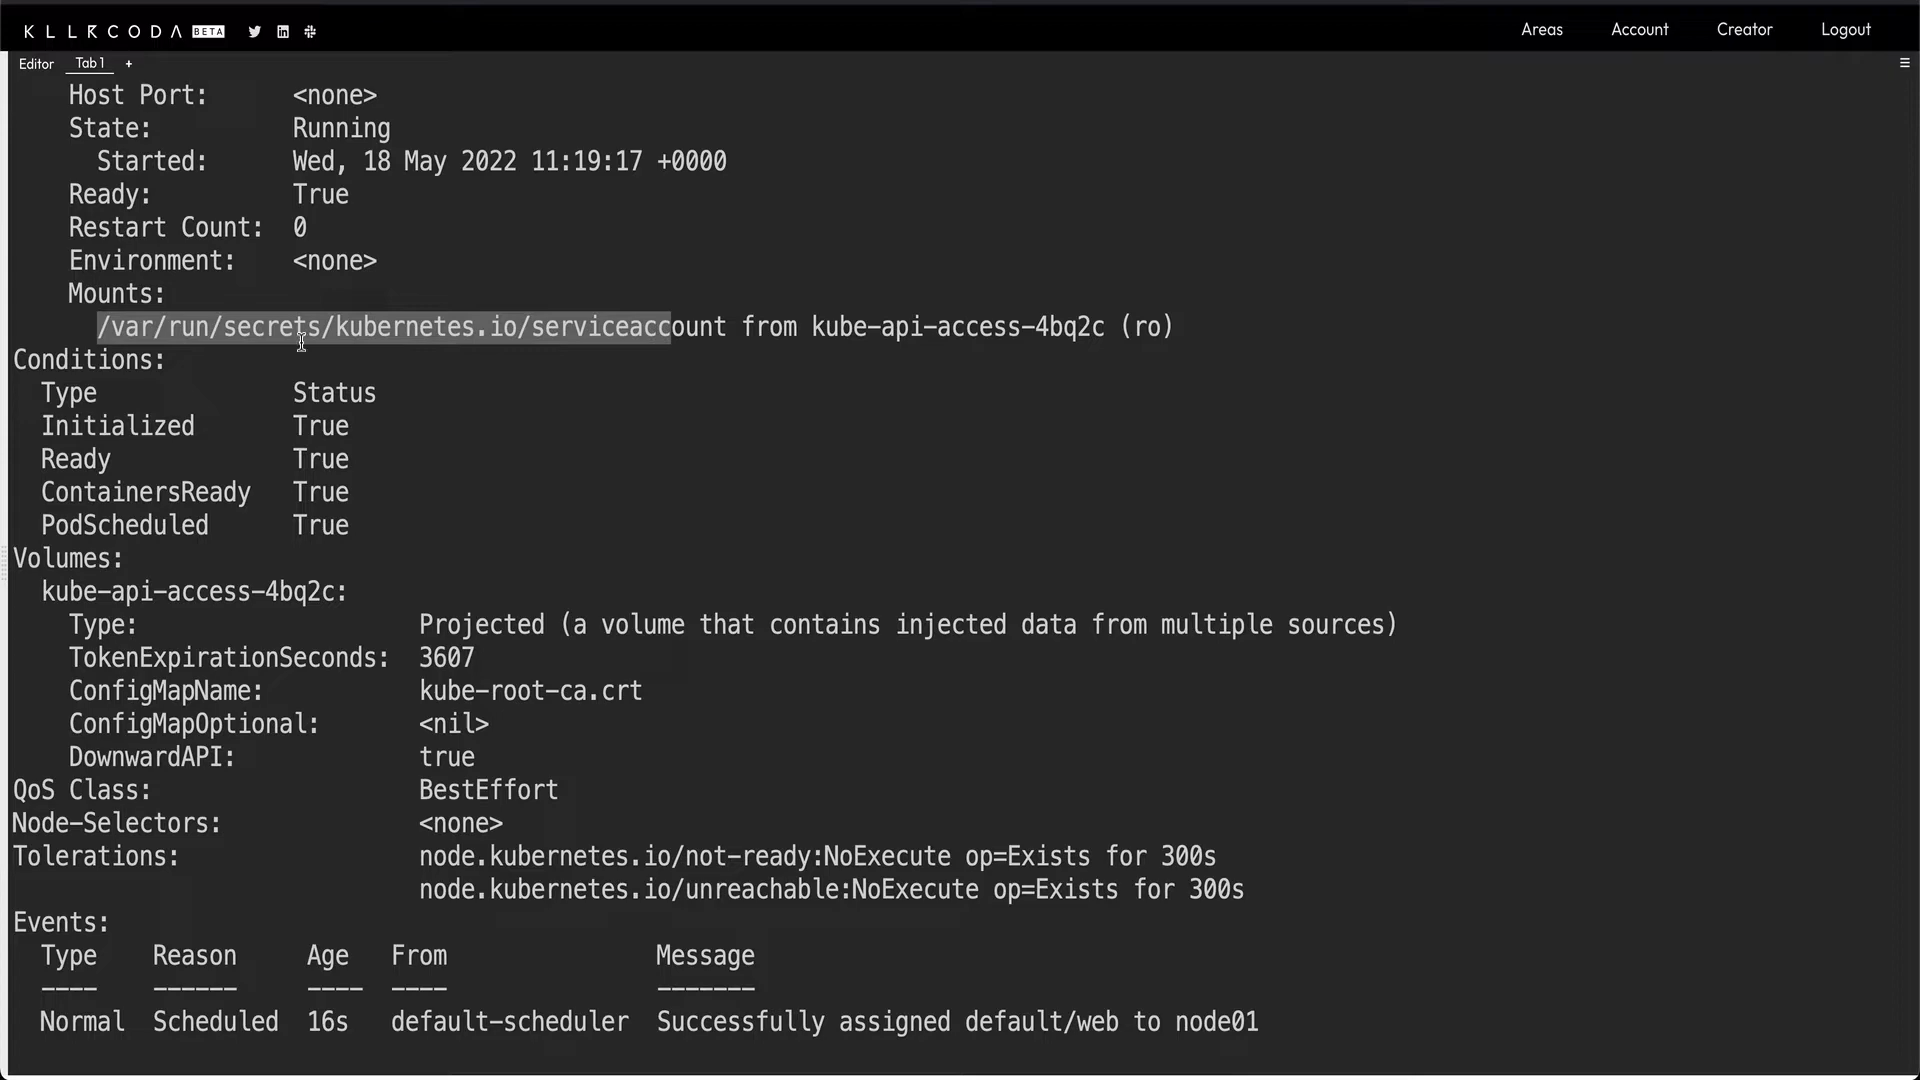 KLLRCODA BETA Areas Account Creator Logout
Editor Tab 1 +
Host Port: <none>
State: Running
Started: Wed, 18 May 2022 11:19:17 +0000
Ready: True
Restart Count: 0
Environment: <none>
Mounts:
/var/run/secrets/kubernetes.io/serviceaccount from kube-api-access-4bq2c (ro)
Conditions:
Type Status
Initialized True
Ready True
ContainersReady True
PodScheduled True
Volumes:
kube-api-access-4bq2c:
Type: Projected (a volume that contains injected data from multiple sources)
TokenExpirationSeconds: 3607
ConfigMapName: kube-root-ca.crt
ConfigMapOptional: <nil>
DownwardAPI: true
QoS Class: BestEffort
Node-Selectors: <none>
Tolerations: node.kubernetes.io/not-ready:NoExecute op=Exists for 300s
node.kubernetes.io/unreachable:NoExecute op=Exists for 300s
Events:
Type Reason Age From Message
---- ------ ---- ---- -------
Normal Scheduled 16s default-scheduler Successfully assigned default/web to node01